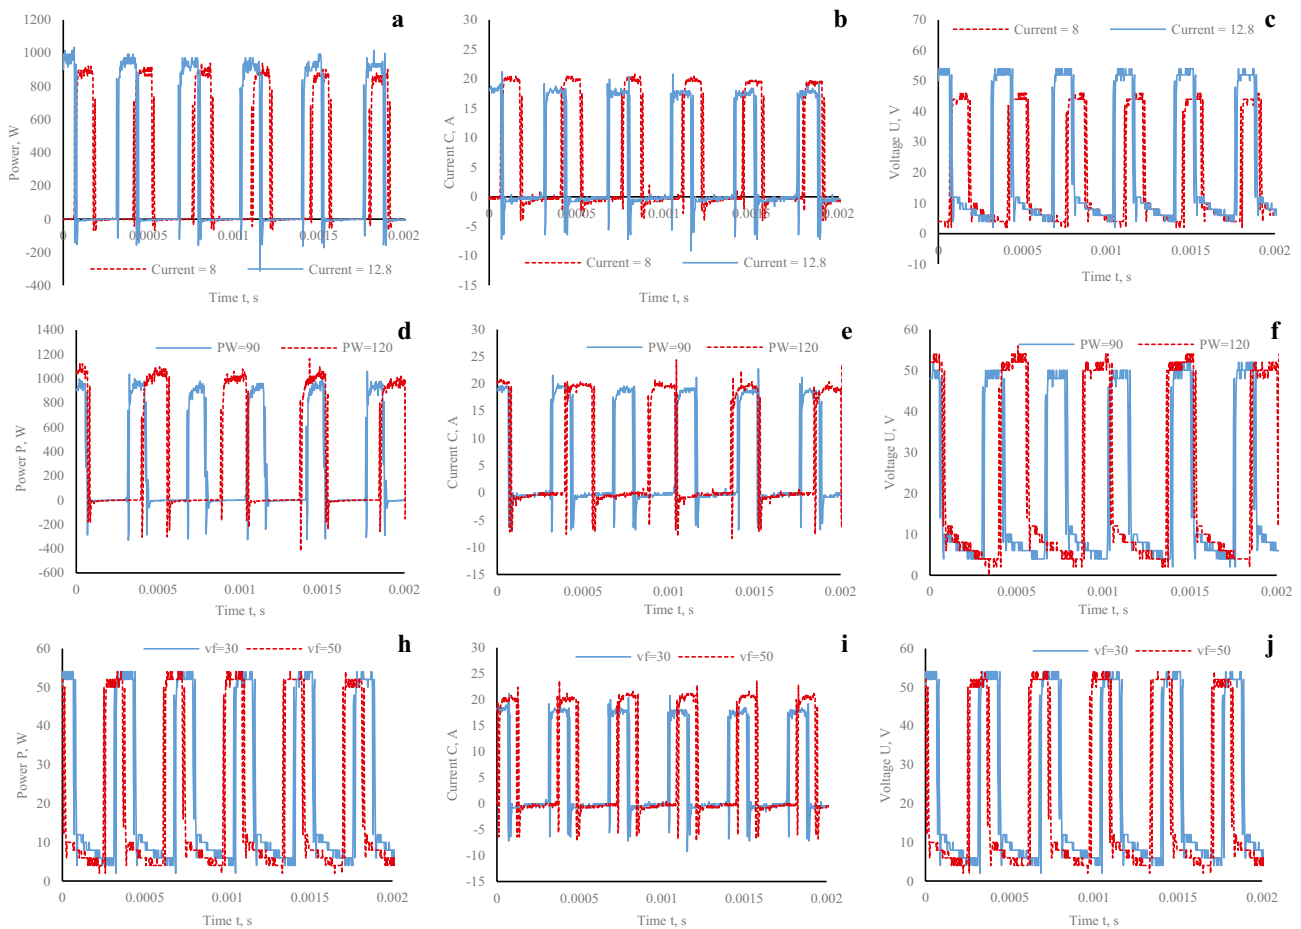 a
1200
1000
800
600
400
200
0
-200
-400
Power, W
0
0.0005
0.001
0.0015
0.002
Current = 8
Current = 12.8
Time t, s
b
30
25
20
15
10
5
0
-5
-10
-15
Current C, A
0
0.0005
0.001
0.0015
0.002
Current = 8
Current = 12.8
Time t, s
c
Current = 8
Current = 12.8
70
60
50
40
30
20
10
0
-10
Voltage U, V
0
0.0005
0.001
0.0015
0.002
Time t, s
d
PW=90
PW=120
1400
1200
1000
800
600
400
200
0
-200
-400
-600
Power P, W
0
0.0005
0.001
0.0015
0.002
Time t, s
e
PW=90
PW=120
30
25
20
15
10
5
0
-5
-10
-15
Current C, A
0
0.0005
0.001
0.0015
0.002
Time t, s
f
PW=90
PW=120
60
50
40
30
20
10
0
Voltage U, V
0
0.0005
0.001
0.0015
0.002
Time t, s
h
vf=30
vf=50
60
50
40
30
20
10
0
Power P, W
0
0.0005
0.001
0.0015
0.002
Time t, s
i
vf=30
vf=50
30
25
20
15
10
5
0
-5
-10
-15
Current C, A
0
0.0005
0.001
0.0015
0.002
Time t, s
j
vf=30
vf=50
60
50
40
30
20
10
0
Voltage U, V
0
0.0005
0.001
0.0015
0.002
Time t, s